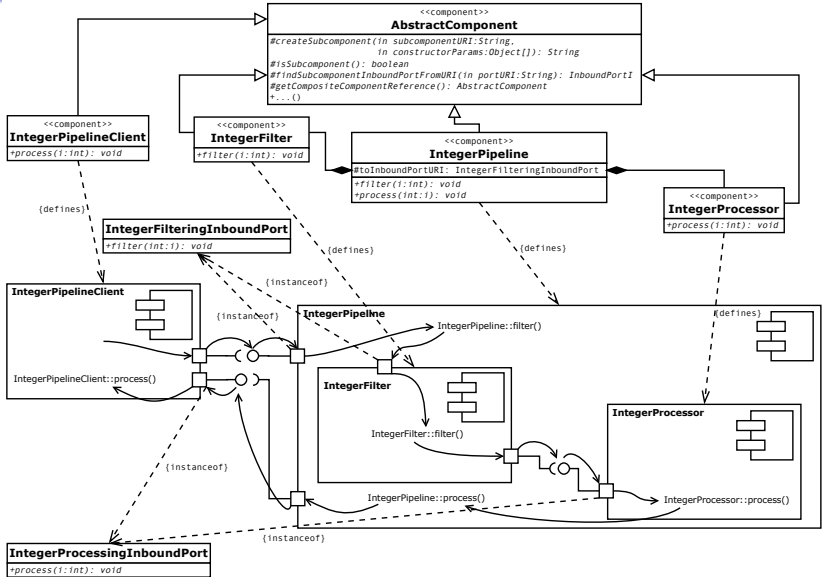 <<component>>
AbstractComponent
#createSubcomponent(in subcomponentURI:String,
in constructorParams:Object[]): String
#isSubcomponent(): boolean
#findSubcomponentInboundPortFromURI(in portURI:String): InboundPortI
#getCompositeComponentReference(): AbstractComponent
+...()
<<component>>
IntegerPipelineClient
+process(i:int): void
<<component>>
IntegerFilter
+filter(i:int): void
<<component>>
IntegerPipeline
#toInboundPortURI: IntegerFilteringInboundPort
+filter(i:int): void
+process(int:i): void
<<component>>
IntegerProcessor
+process(i:int): void
{defines}
IntegerFilteringInboundPort
+filter(int:i): void
{defines}
{defines}
{instanceof}
{instanceof}
{defines}
IntegerPipelineClient
IntegerPipelineClient::process()
IntegerPipeline
IntegerPipeline::filter()
IntegerFilter
IntegerFilter::filter()
IntegerProcessor
IntegerPipeline::process()
IntegerProcessor::process()
{instanceof}
{instanceof}
IntegerProcessingInboundPort
+process(i:int): void